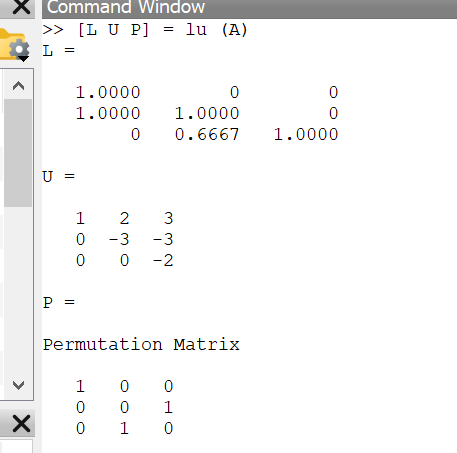 Command Window
>> [L U P] = lu (A)
L =
1.0000 0 0
1.0000 1.0000 0
0 0.6667 1.0000
U =
1 2 3
0 -3 -3
0 0 -2
P =
Permutation Matrix
1 0 0
0 0 1
0 1 0